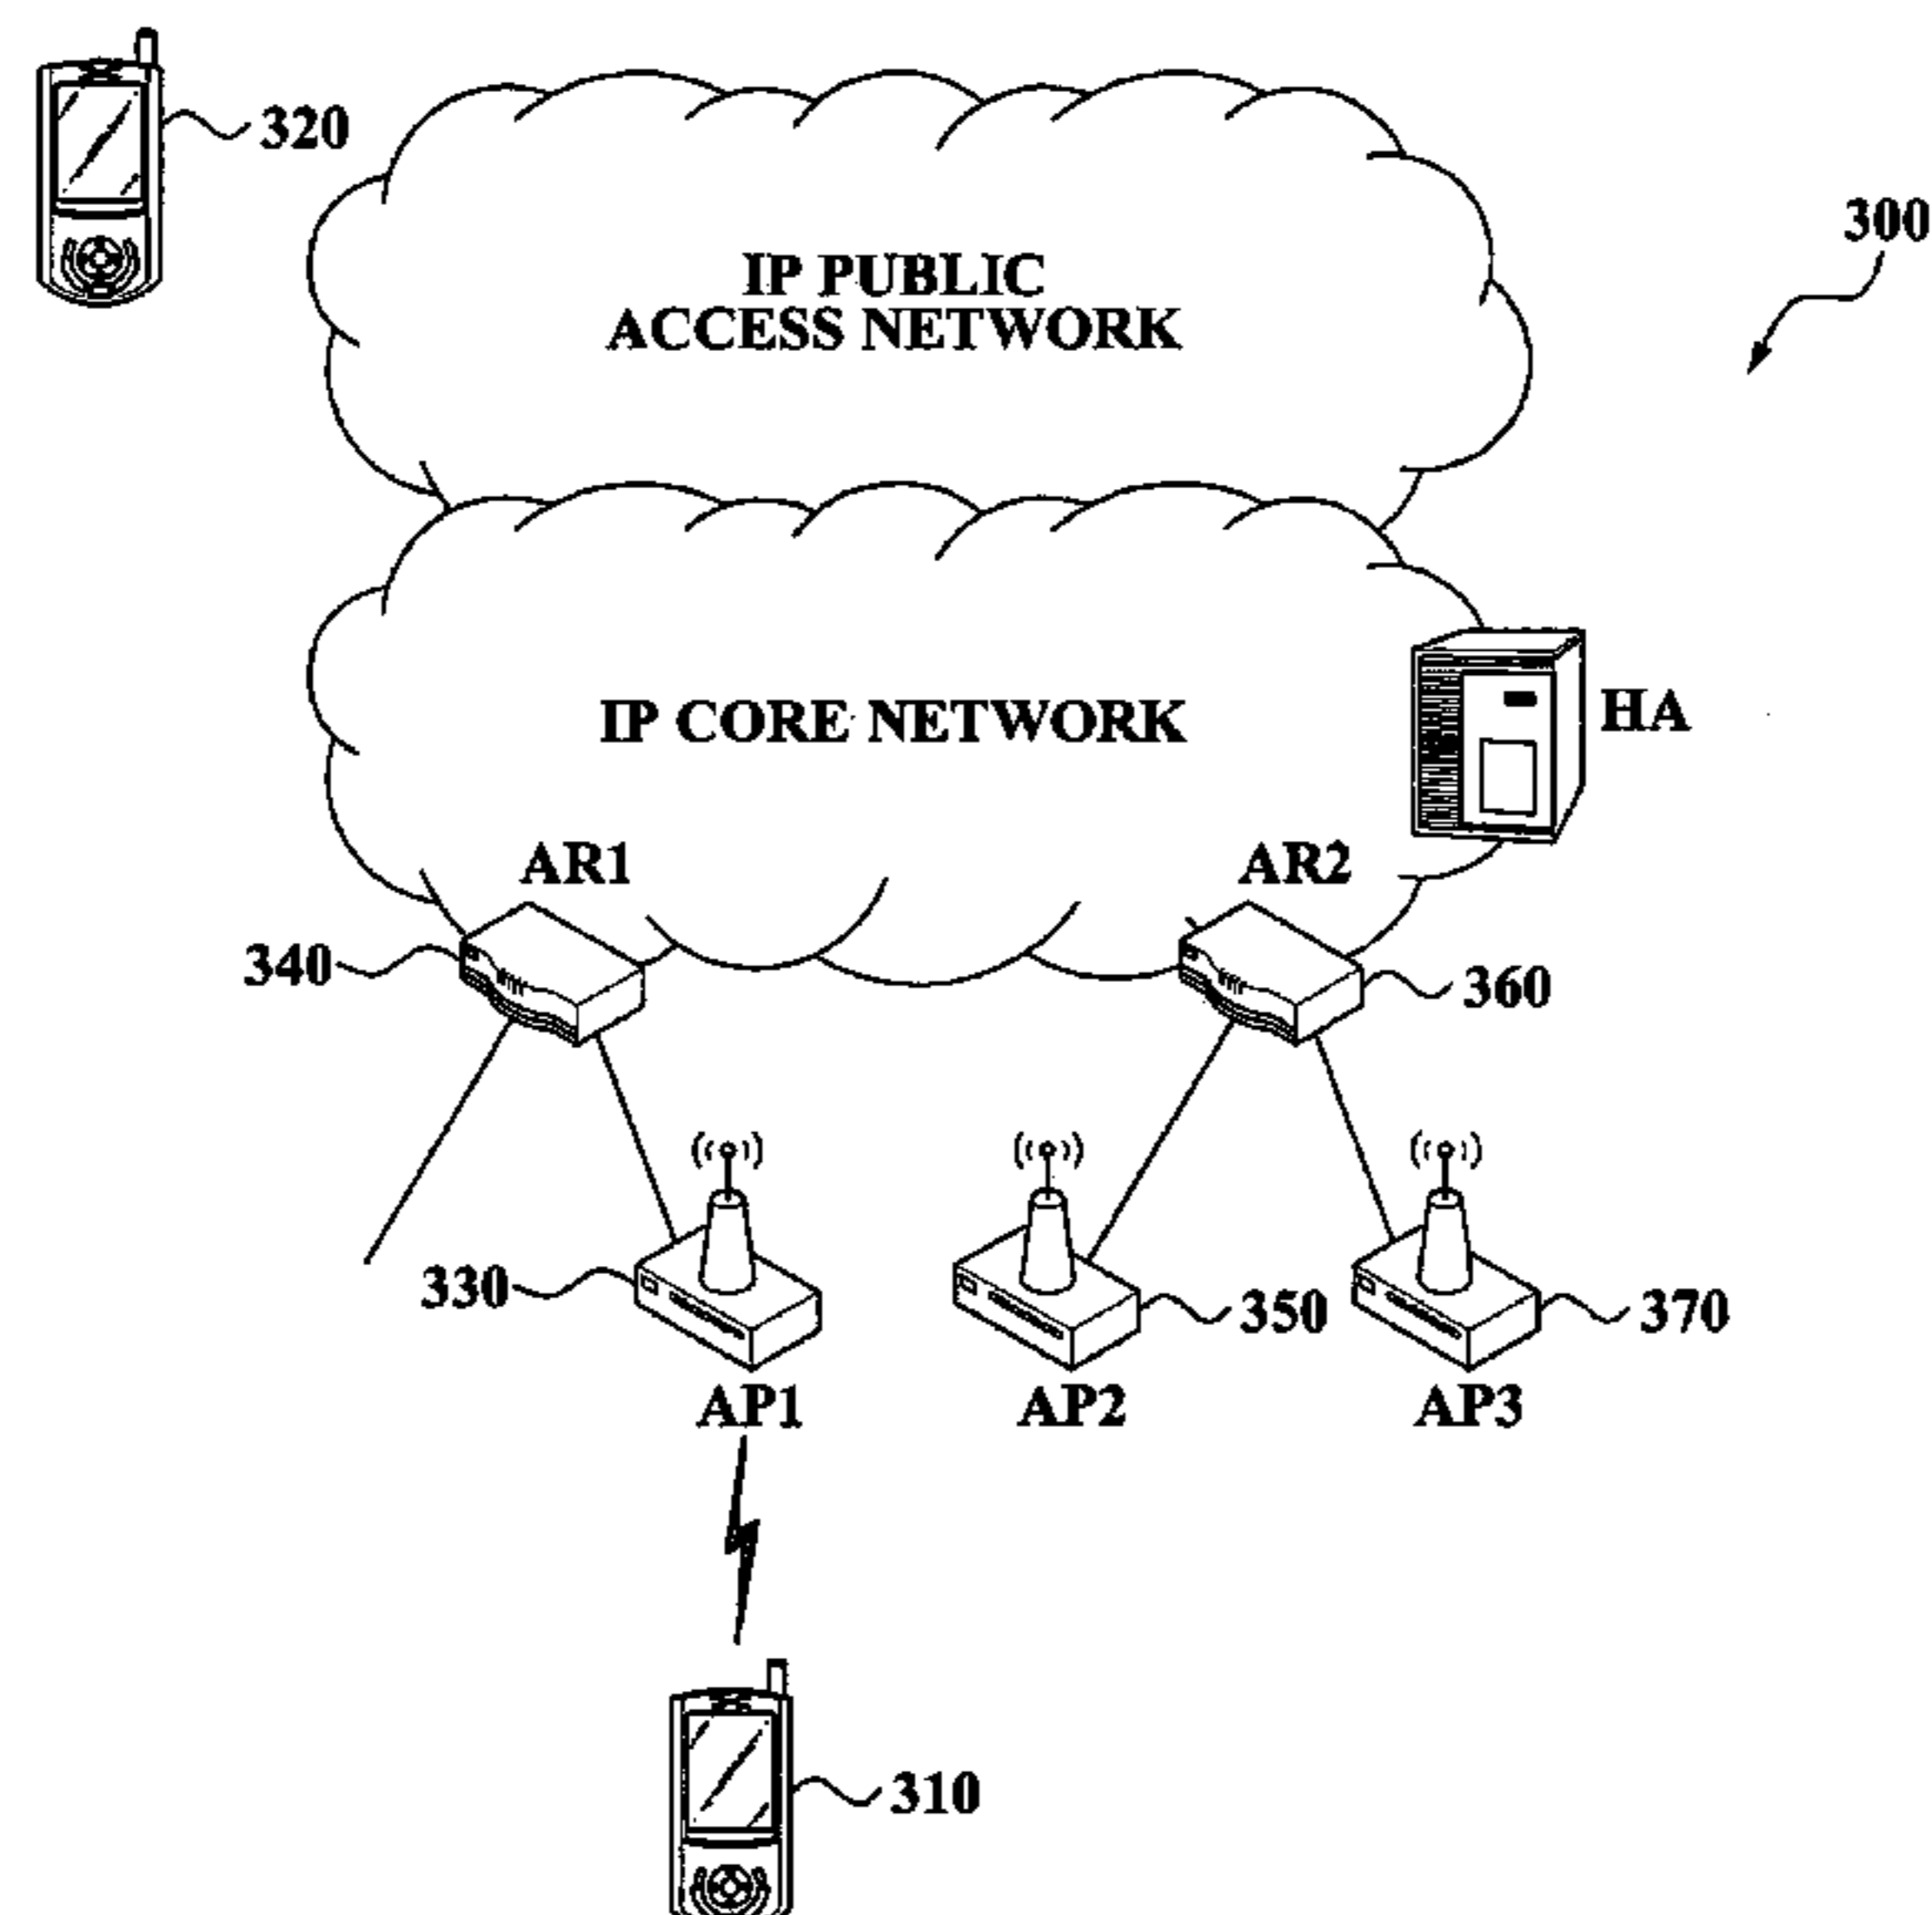 320
300
IP PUBLIC
ACCESS NETWORK
IP CORE NETWORK
HA
AR1
AR2
340
360
330
350
370
AP1
AP2
AP3
310